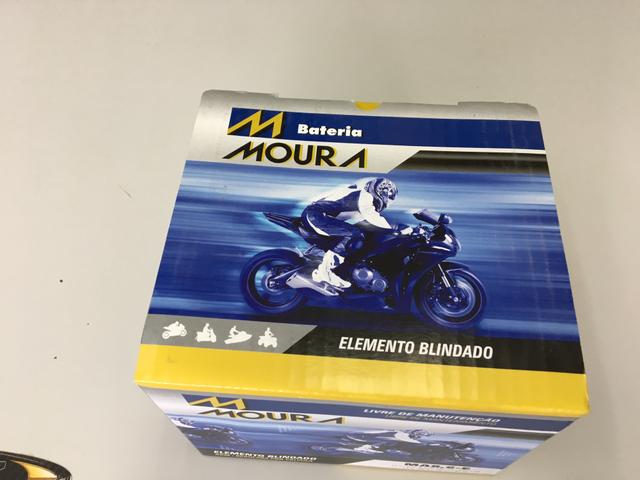 M Bateria
MOURA
ELEMENTO BLINDADO
M
MOURA
LIVRE DE MANUTENÇÃO
ELEMENTO BLINDADO